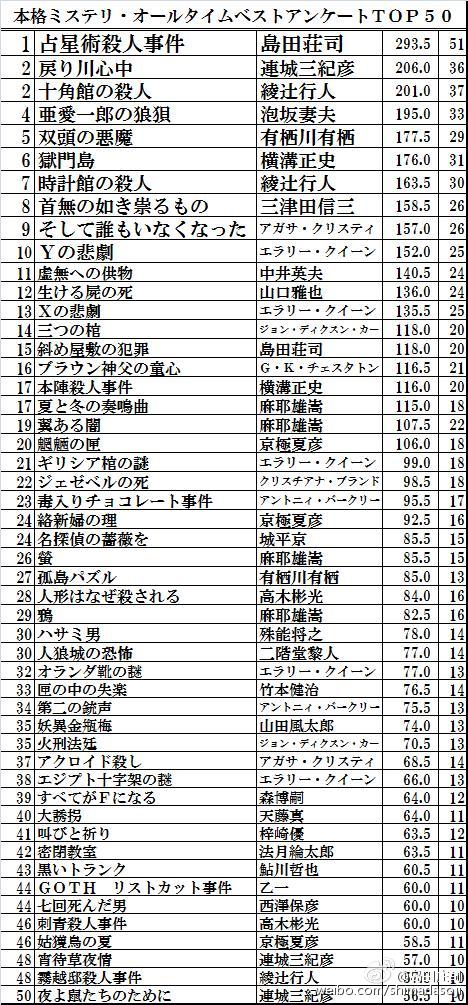 本格ミステリ・オールタイムベストアンケートＴＯＰ５０
1 占星術殺人事件 島田荘司 293.5 51
2 戻り川心中 連城三紀彦 206.0 36
2 十角館の殺人 綾辻行人 201.0 37
4 亜愛一郎の狼狽 泡坂妻夫 195.0 33
5 双頭の悪魔 有栖川有栖 177.5 29
6 獄門島 横溝正史 176.0 31
7 時計館の殺人 綾辻行人 163.5 30
8 首無の如き祟るもの 三津田信三 158.5 26
9 そして誰もいなくなった アガサ・クリスティ 157.0 26
10 Ｙの悲劇 エラリー・クイーン 152.0 25
11 虚無への供物 中井英夫 140.5 24
12 生ける屍の死 山口雅也 136.0 24
13 Ｘの悲劇 エラリー・クイーン 135.5 25
14 三つの棺 ジョン・ディクスン・カー 118.0 20
15 斜め屋敷の犯罪 島田荘司 118.0 20
16 ブラウン神父の童心 Ｇ・Ｋ・チェスタトン 116.5 21
17 本陣殺人事件 横溝正史 116.0 20
17 夏と冬の奏鳴曲 麻耶雄嵩 115.0 18
19 翼ある闇 麻耶雄嵩 107.5 22
20 魍魎の匣 京極夏彦 106.0 18
21 ギリシア棺の謎 エラリー・クイーン 99.0 18
22 ジェゼベルの死 クリスチアナ・ブランド 98.5 18
23 毒入りチョコレート事件 アントニイ・バークリー 95.5 17
24 絡新婦の理 京極夏彦 92.5 16
24 名探偵の薔薇を 城平京 85.5 15
26 螢 麻耶雄嵩 85.5 15
27 孤島パズル 有栖川有栖 85.0 13
28 人形はなぜ殺される 高木彬光 84.0 16
29 鴉 麻耶雄嵩 82.5 16
30 ハサミ男 殊能将之 78.0 14
30 人狼城の恐怖 二階堂黎人 77.0 14
32 オランダ靴の謎 エラリー・クイーン 77.0 13
33 匣の中の失楽 竹本健治 76.5 14
34 第二の銃声 アントニィ・バークリー 75.5 13
35 妖異金瓶梅 山田風太郎 74.0 13
35 火刑法廷 ジョン・ディクスン・カー 70.5 13
37 アクロイド殺し アガサ・クリスティ 68.5 14
38 エジプト十字架の謎 エラリー・クイーン 66.0 13
39 すべてがＦになる 森博嗣 64.0 12
40 大誘拐 天藤真 64.0 11
41 叫びと祈り 梓崎優 63.5 12
42 密閉教室 法月綸太郎 63.5 11
43 黒いトランク 鮎川哲也 60.5 11
44 ＧＯＴＨ リストカット事件 乙一 60.0 11
44 七回死んだ男 西澤保彦 60.0 10
46 刺青殺人事件 高木彬光 60.0 10
46 姑獲鳥の夏 京極夏彦 58.5 11
48 宵待草夜情 連城三紀彦 57.0 10
48 霧越邸殺人事件 綾辻行人
50 夜よ鼠たちのために 連城三紀彦
weibo.com/shimadasoji